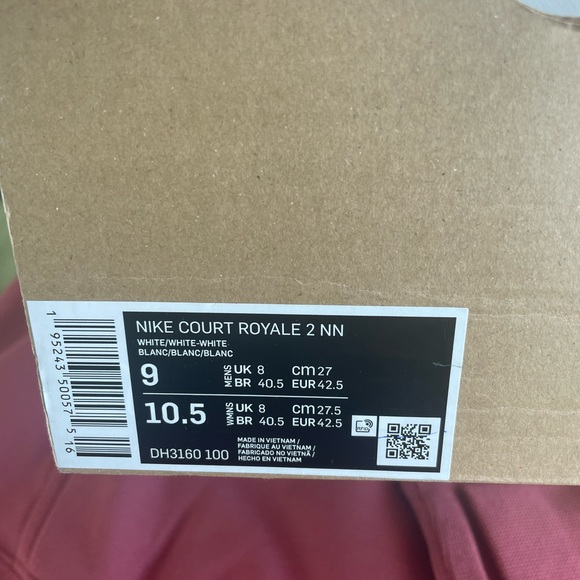 NIKE COURT ROYALE 2 NN
WHITE/WHITE-WHITE
BLANC/BLANC/BLANC
9 MENS UK 8 CM 27
BR 40.5 EUR 42.5
10.5 WMNS UK 8 CM 27.5
BR 40.5 EUR 42.5
MADE IN VIETNAM /
FABRIQUE AU VIETNAM /
FABRICADO NO VIETNÃ /
HECHO EN VIETNAM
DH3160 100
1 95243 50057 5 16